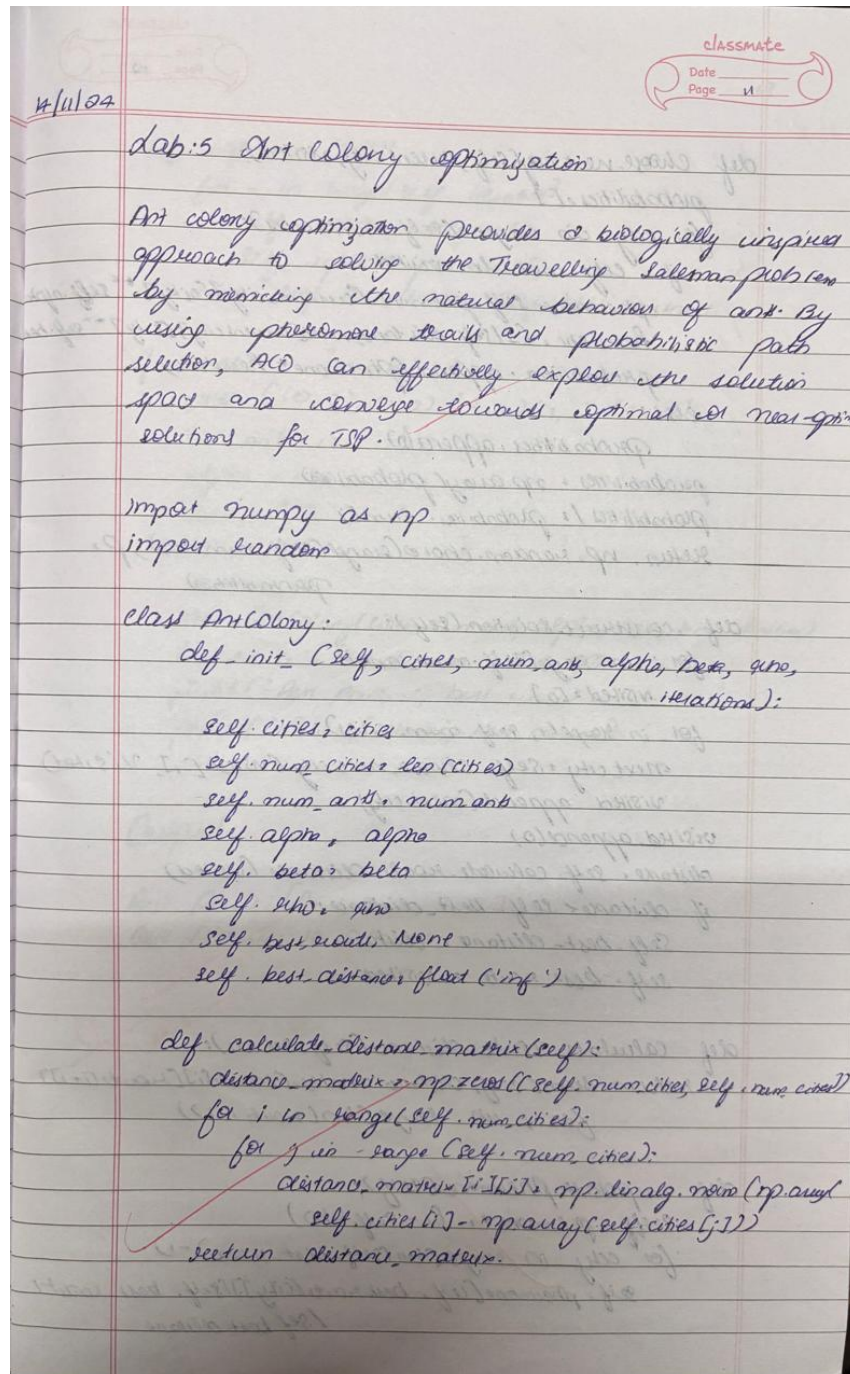 classmate
Date
Page 11
14/11/24
Lab:5 Ant Colony optimization
Ant colony optimization provides a biologically inspired
approach to solving the Travelling Salesman problem
by mimicking the natural behavior of ants. By
using pheromone trails and probabilistic path
selection, ACO can effectively explore the solution
space and converge towards optimal or near-opti
solutions for TSP.
import numpy as np
import random
class AntColony:
def _init_ (self, cities, num_ants, alpha, beta, rho,
iterations):
self.cities = cities
self.num_cities = len(cities)
self.num_ants = num ants
self.alpha = alpha
self.beta = beta
self.rho = rho
self.best_route = None
self.best_distance = float('inf')
def calculate_distance_matrix(self):
distance_matrix = np.zeros((self.num_cities, self.num_cities))
for i in range(self.num_cities):
for j in range(self.num_cities):
distance_matrix[i][j] = np.linalg.norm(np.array(
self.cities[i] - np.array(self.cities[j]))
return distance_matrix.